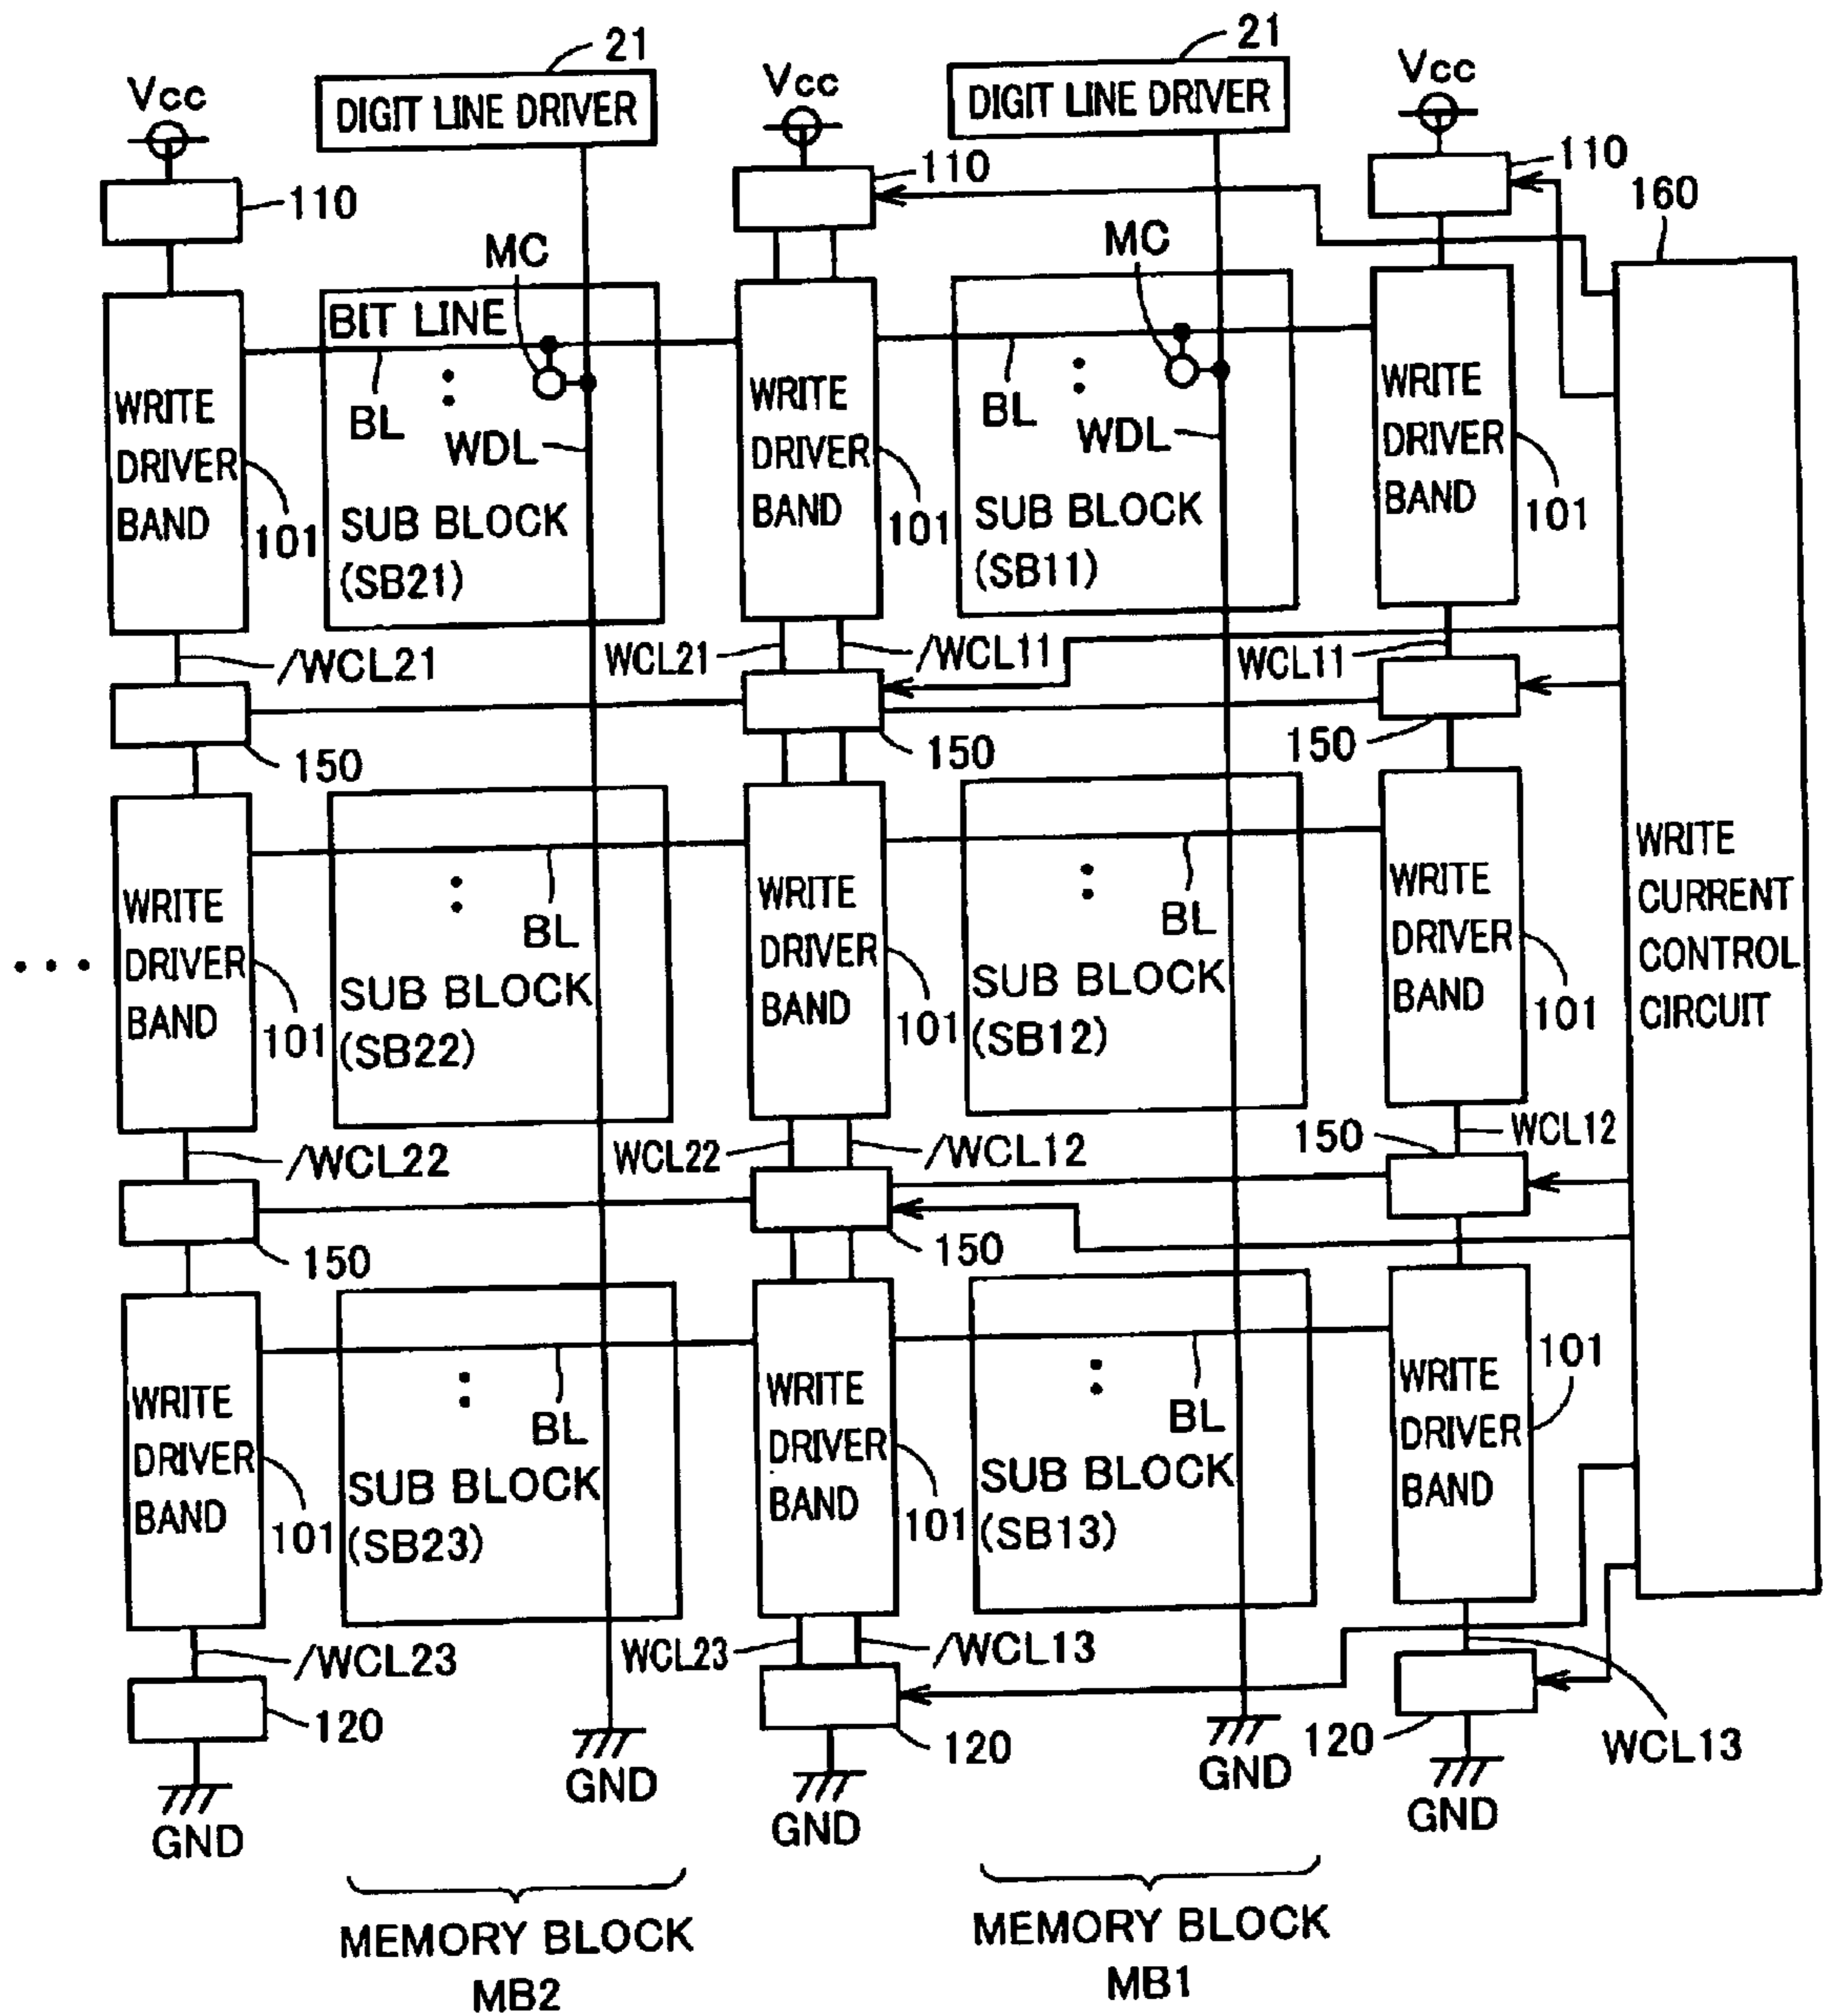 21
21
Vcc
DIGIT LINE DRIVER
Vcc
DIGIT LINE DRIVER
Vcc
110
110
110
160
MC
MC
BIT LINE
WRITE
DRIVER
BAND
BL
WDL
WRITE
DRIVER
BAND
BL
WDL
WRITE
DRIVER
BAND
101
SUB BLOCK
(SB21)
101
SUB BLOCK
(SB11)
101
/WCL21
WCL21
/WCL11
WCL11
150
150
150
WRITE
DRIVER
BAND
BL
WRITE
DRIVER
BAND
BL
WRITE
DRIVER
BAND
WRITE
CURRENT
CONTROL
CIRCUIT
...
101
SUB BLOCK
(SB22)
101
SUB BLOCK
(SB12)
101
/WCL22
WCL22
/WCL12
150
WCL12
150
150
WRITE
DRIVER
BAND
BL
WRITE
DRIVER
BAND
BL
WRITE
DRIVER
BAND
101
101
SUB BLOCK
(SB23)
101
SUB BLOCK
(SB13)
/WCL23
WCL23
/WCL13
120
120
120
WCL13
GND
GND
GND
GND
GND
MEMORY BLOCK
MB2
MEMORY BLOCK
MB1